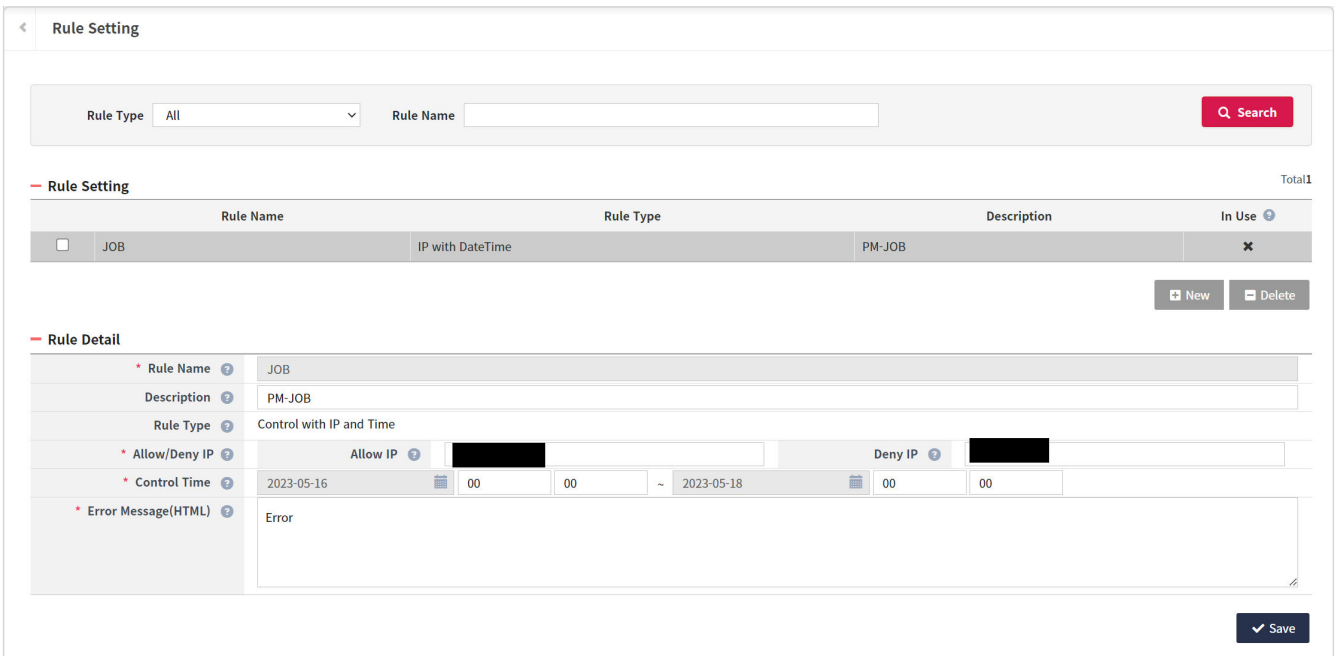 Rule Setting
Rule Type All Rule Name Search
Rule Setting Total1
Rule Name Rule Type Description In Use
JOB IP with DateTime PM-JOB
New Delete
Rule Detail
* Rule Name JOB
Description PM-JOB
Rule Type Control with IP and Time
* Allow/Deny IP Allow IP Deny IP
* Control Time 2023-05-16 00 00 ~ 2023-05-18 00 00
* Error Message(HTML) Error
Save